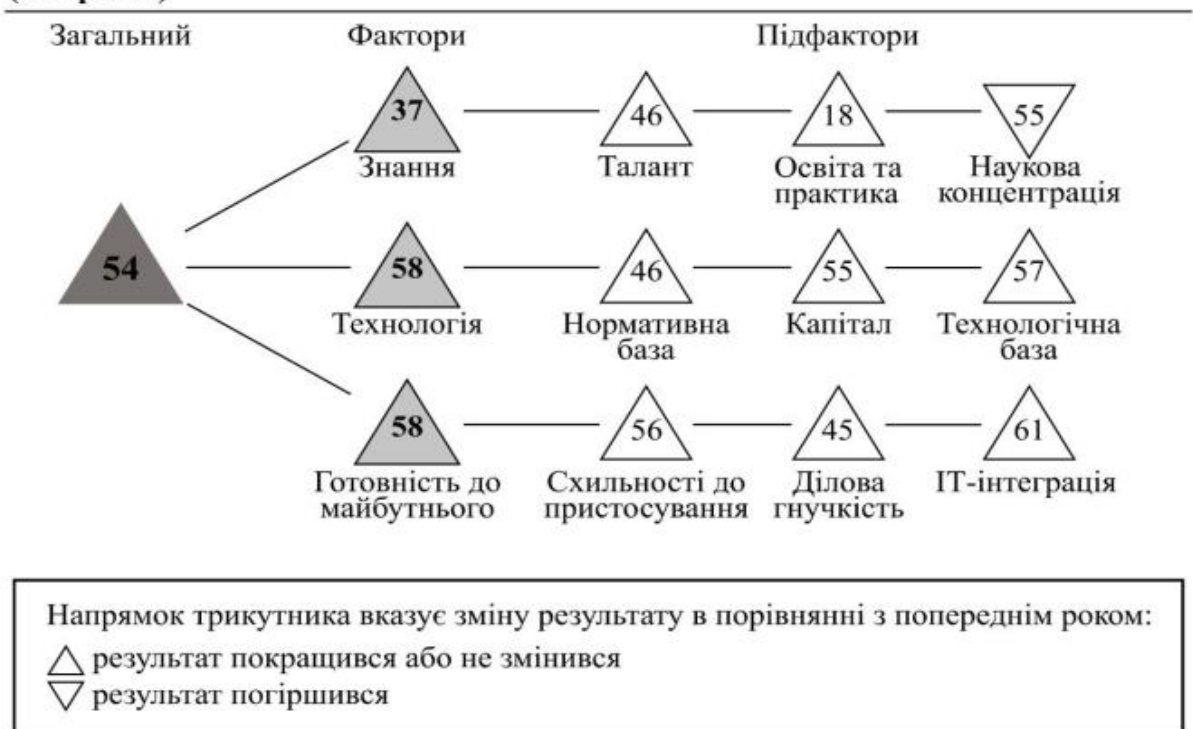 Загальний Фактори Підфактори
37 46 18 55
Знання Талант Освіта та Наукова
практика концентрація
54 58 46 55 57
Технологія Нормативна Капітал Технологічна
база база
58 56 45 61
Готовність до Схильності до Ділова ІТ-інтеграція
майбутнього пристосування гнучкість
Напрямок трикутника вказує зміну результату в порівнянні з попереднім роком:
результат покращився або не змінився
результат погіршився